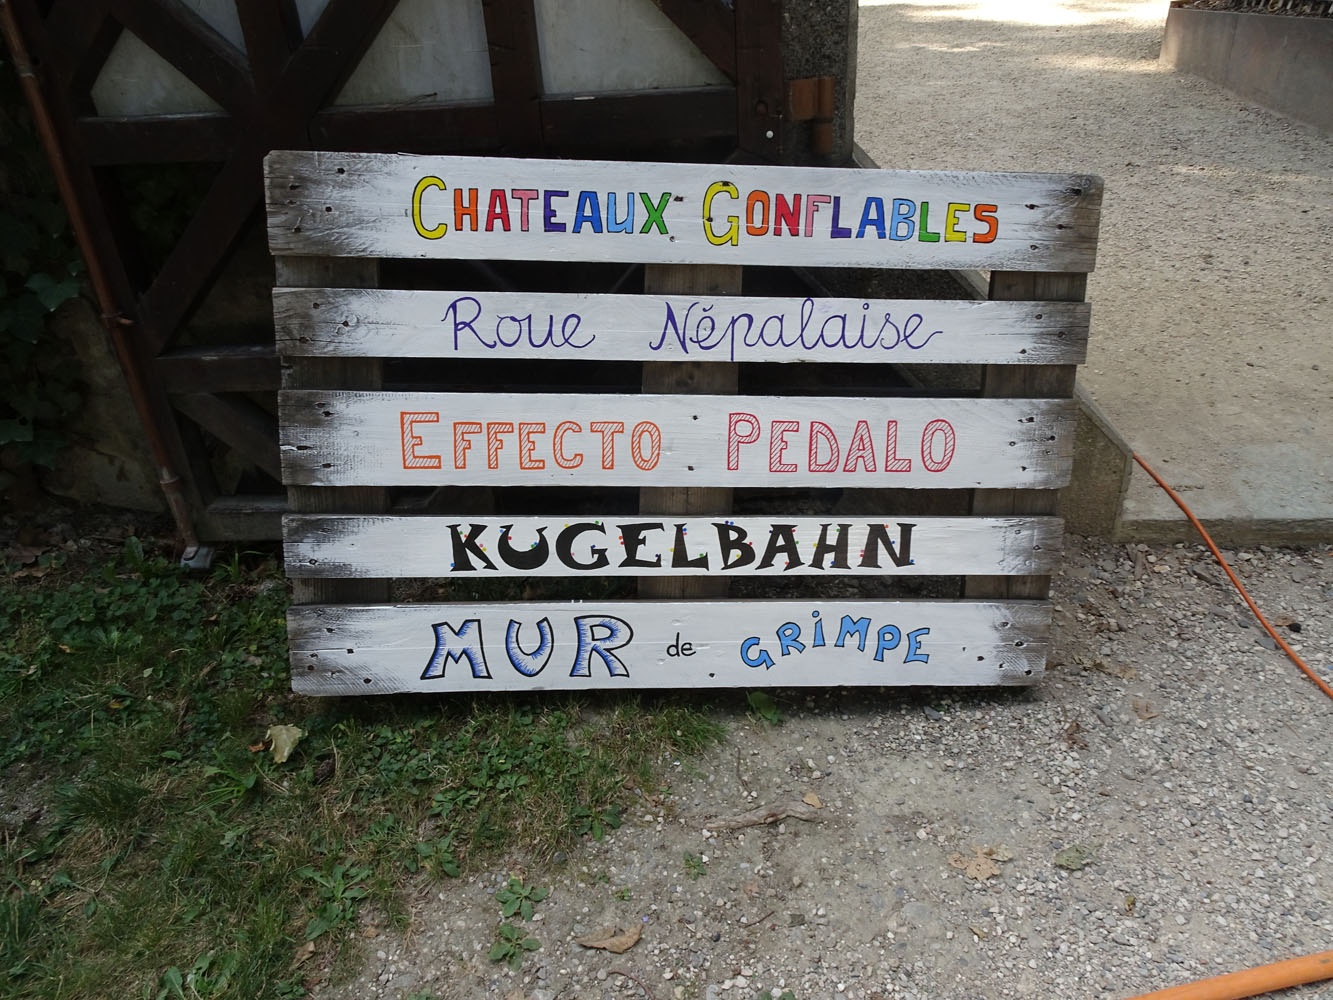 CHATEAUX GONFLABLES
Roue Népalaise
EFFECTO PEDALO
KUGELBAHN
MUR de GRiMPE